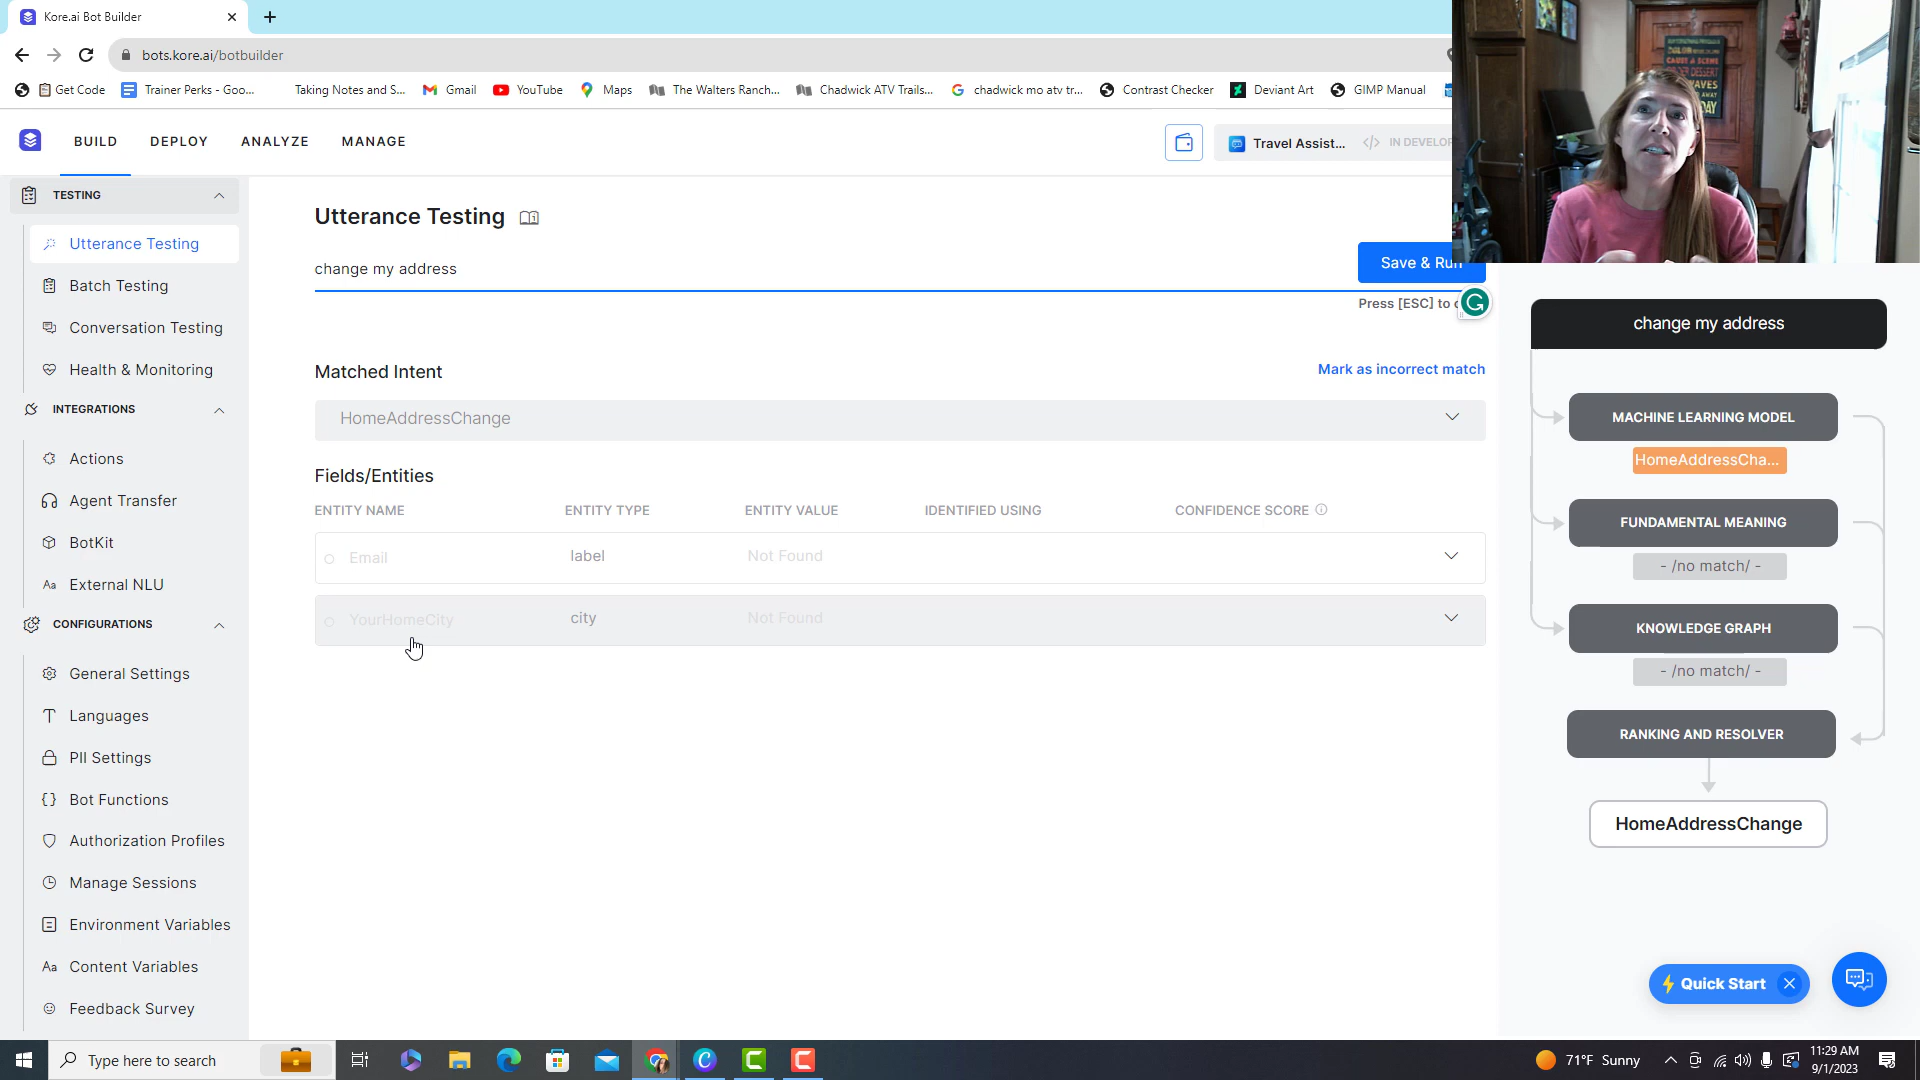 Kore.ai Bot Builder
bots.kore.ai/botbuilder
Get Code
Trainer Perks - Goo...
Taking Notes and S...
Gmail
YouTube
Maps
The Walters Ranch...
Chadwick ATV Trails...
chadwick mo atv tr...
Contrast Checker
Deviant Art
GIMP Manual
BUILD DEPLOY ANALYZE MANAGE
Travel Assist...
IN DEVELOP
TESTING
Utterance Testing
Batch Testing
Conversation Testing
Health & Monitoring
INTEGRATIONS
Actions
Agent Transfer
BotKit
External NLU
CONFIGURATIONS
General Settings
Languages
PII Settings
Bot Functions
Authorization Profiles
Manage Sessions
Environment Variables
Content Variables
Feedback Survey
Utterance Testing
change my address
Save & Run
Press [ESC] to
Matched Intent
Mark as incorrect match
HomeAddressChange
Fields/Entities
ENTITY NAME ENTITY TYPE ENTITY VALUE IDENTIFIED USING CONFIDENCE SCORE
Email label Not Found
YourHomeCity city Not Found
change my address
MACHINE LEARNING MODEL
HomeAddressCha...
FUNDAMENTAL MEANING
- /no match/ -
KNOWLEDGE GRAPH
- /no match/ -
RANKING AND RESOLVER
HomeAddressChange
Quick Start
Type here to search
71°F Sunny
11:29 AM
9/1/2023